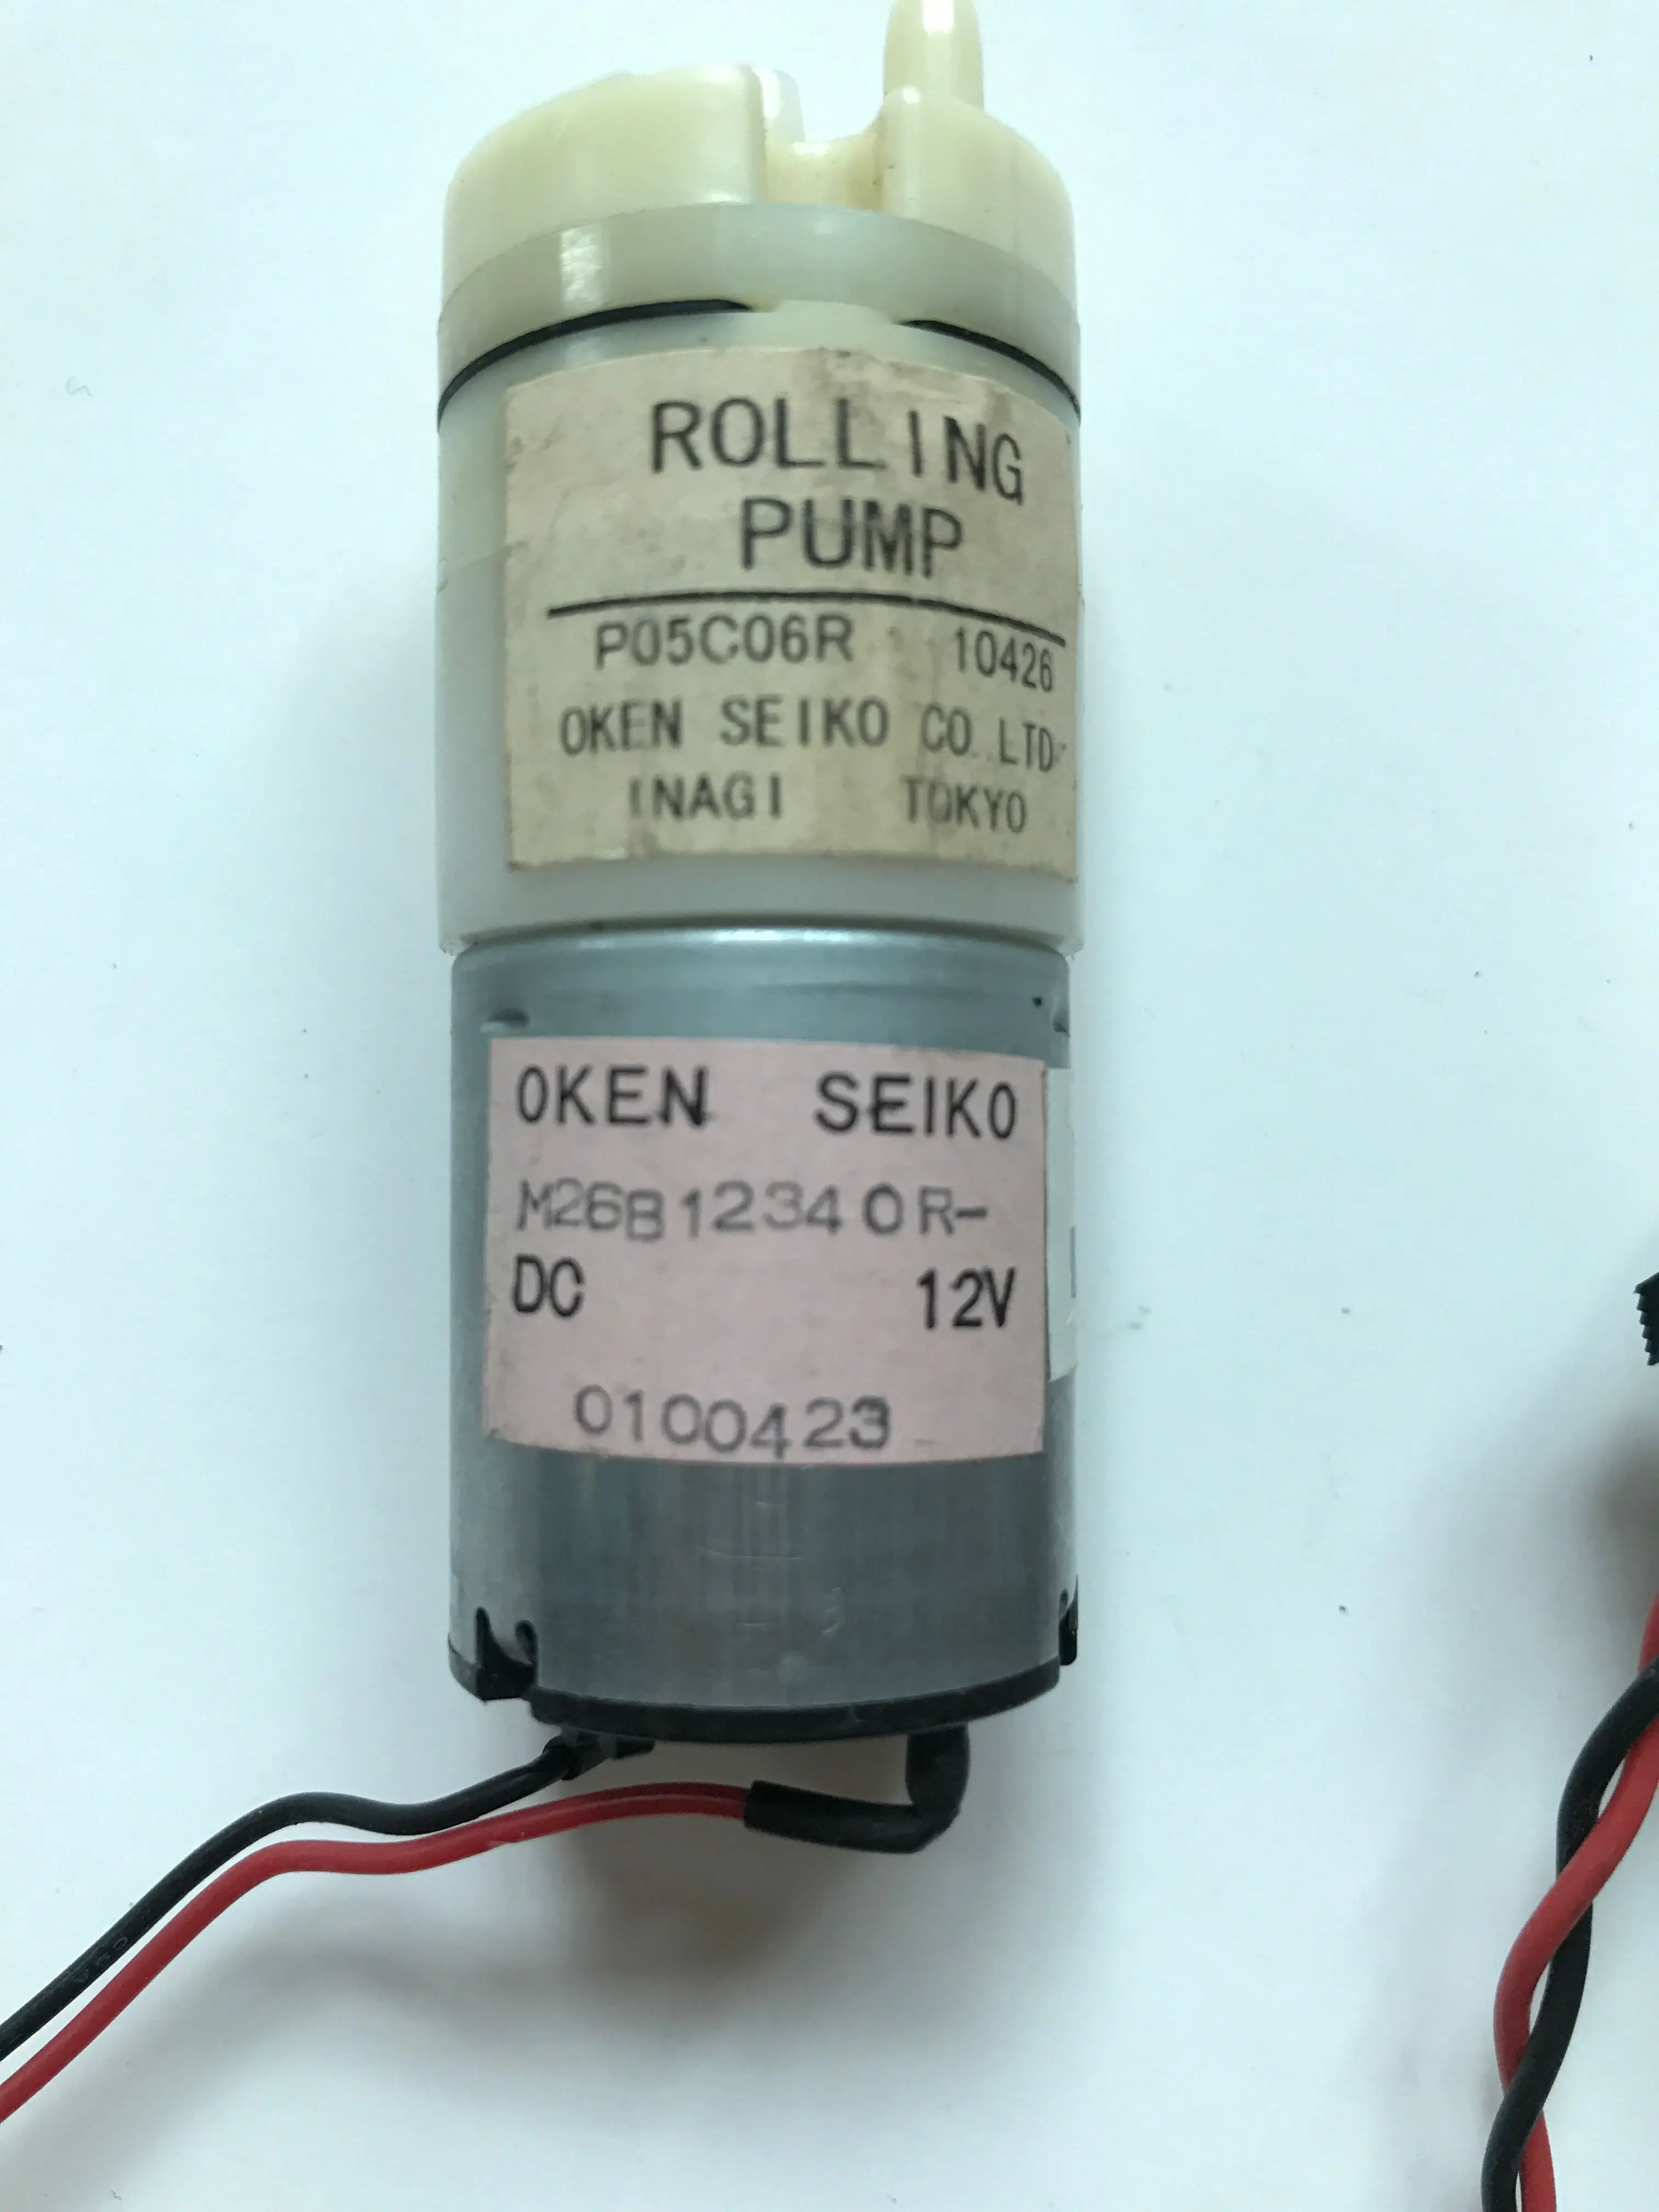 ROLLING
PUMP
P05C06R 10426
OKEN SEIKO CO.,LTD.
INAGI TOKYO
OKEN SEIKO
M26B12340R-
DC 12V
0100423